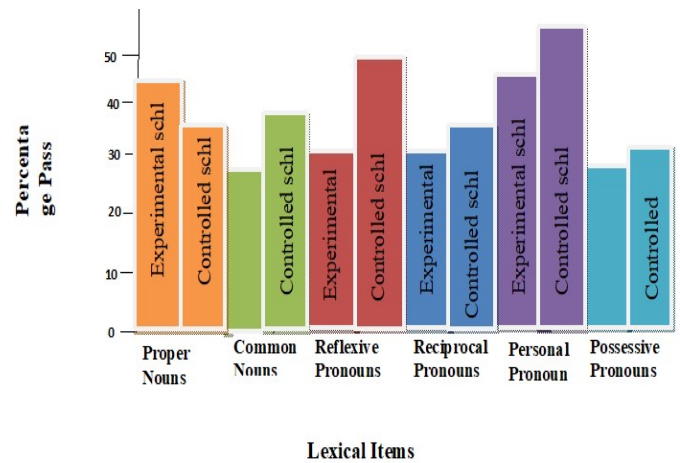 50
40
30
20
10
0
Percenta
ge Pass
Experimental schl
Controlled schl
Controlled schl
Experimental
Controlled schl
Experimental
Controlled schl
Experimental schl
Controlled schl
Controlled
Proper
Nouns
Common
Nouns
Reflexive
Pronouns
Reciprocal
Pronouns
Personal
Pronoun
Possessive
Pronouns
Lexical Items